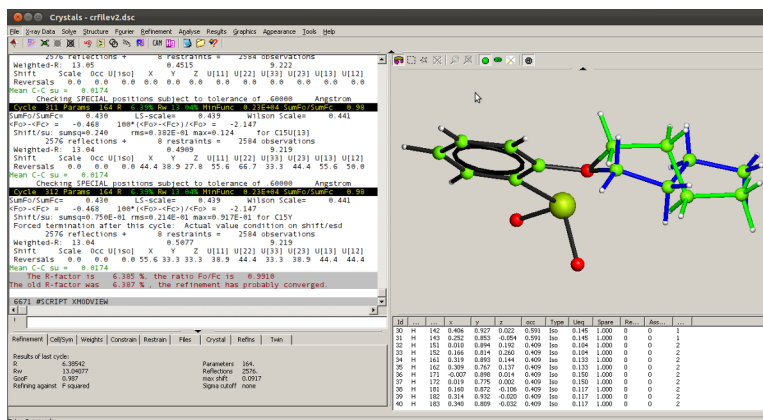 Crystals - crfilev2.dsc
File X-ray Data Solve Structure Fourier Refinement Analyse Results Graphics Appearance Tools Help
2576 reflections + 8 restraints = 2584 observations
Weighted-R: 13.05 0.4515 9.222
Shift Scale Occ U[iso] X Y Z U[11] U[22] U[33] U[23] U[13] U[12]
Reversals 0.0 0.0 0.0 0.0 0.0 0.0 0.0 0.0 0.0 0.0 0.0 0.0
Mean C-C su = 0.0174
Checking SPECIAL positions subject to tolerance of .60000 Angstrom
Cycle 311 Params 164 R 6.39% Rw 13.04% MinFunc 0.23E+04 SumFo/SumFc 0.98
SumFo/SumFc= 0.430 LS-scale= 0.439 Wilson Scale= 0.441
<Fo>-<Fc> = -0.468 100*(<Fo>-<Fc>)/<Fo> = -2.147
Shift/su: sumsq=0.240 rms=0.382E-01 max=0.124 for C15U[13]
2576 reflections + 8 restraints = 2584 observations
Weighted-R: 13.04 0.4909 9.219
Shift Scale Occ U[iso] X Y Z U[11] U[22] U[33] U[23] U[13] U[12]
Reversals 0.0 0.0 0.0 44.4 38.9 27.8 55.6 66.7 33.3 44.4 55.6 50.0
Mean C-C su = 0.0174
Checking SPECIAL positions subject to tolerance of .60000 Angstrom
Cycle 312 Params 164 R 6.39% Rw 13.04% MinFunc 0.23E+04 SumFo/SumFc 0.98
SumFo/SumFc= 0.430 LS-scale= 0.439 Wilson Scale= 0.441
<Fo>-<Fc> = -0.468 100*(<Fo>-<Fc>)/<Fo> = -2.147
Shift/su: sumsq=0.750E-01 rms=0.214E-01 max=0.917E-01 for C15Y
Forced termination after this cycle: Actual value condition on shift/esd
2576 reflections + 8 restraints = 2584 observations
Weighted-R: 13.04 0.5077 9.219
Shift Scale Occ U[iso] X Y Z U[11] U[22] U[33] U[23] U[13] U[12]
Reversals 0.0 0.0 0.0 55.6 33.3 33.3 38.9 44.4 33.3 38.9 44.4 44.4
Mean C-C su = 0.0174
The R-factor is 6.385 %, the ratio Fo/Fc is 0.9910
The old R-factor was 6.387 % , the refinement has probably converged.
6671 #SCRIPT XMODVIEW
Refinement Cell/Sym Weights Constrain Restrain Files Crystal Reflns Twin
Results of last cycle:
R 6.38542 Parameters 164.
Rw 13.04077 Reflections 2576.
GooF 0.987 max shift 0.0917
Refining against F squared Sigma cutoff none
Id ... ... x y z occ Type Ueq Spare Re... Ass... ...
30 H 142 0.406 0.927 0.022 0.591 Iso 0.145 1.000 0 0 1
31 H 143 0.252 0.853 -0.054 0.591 Iso 0.145 1.000 0 0 1
32 H 151 0.010 0.894 0.192 0.409 Iso 0.104 1.000 0 0 2
33 H 152 0.166 0.814 0.260 0.409 Iso 0.104 1.000 0 0 2
34 H 161 0.319 0.893 0.144 0.409 Iso 0.133 1.000 0 0 2
35 H 162 0.309 0.767 0.137 0.409 Iso 0.133 1.000 0 0 2
36 H 171 -0.007 0.898 0.014 0.409 Iso 0.150 1.000 0 0 2
37 H 172 0.019 0.775 0.002 0.409 Iso 0.150 1.000 0 0 2
38 H 181 0.160 0.872 -0.106 0.409 Iso 0.117 1.000 0 0 2
39 H 182 0.314 0.932 -0.020 0.409 Iso 0.117 1.000 0 0 2
40 H 183 0.340 0.809 -0.032 0.409 Iso 0.117 1.000 0 0 2